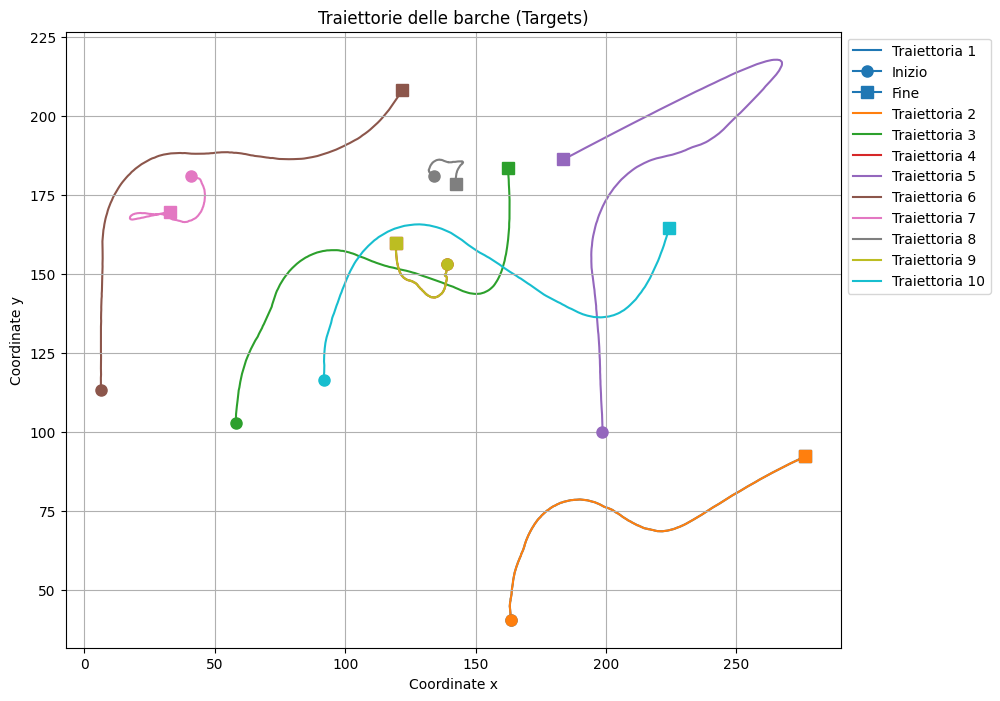 Traiettorie delle barche (Targets)
225
200
175
150
125
100
75
50
Coordinate y
0
50
100
150
200
250
Coordinate x
Traiettoria 1
Inizio
Fine
Traiettoria 2
Traiettoria 3
Traiettoria 4
Traiettoria 5
Traiettoria 6
Traiettoria 7
Traiettoria 8
Traiettoria 9
Traiettoria 10